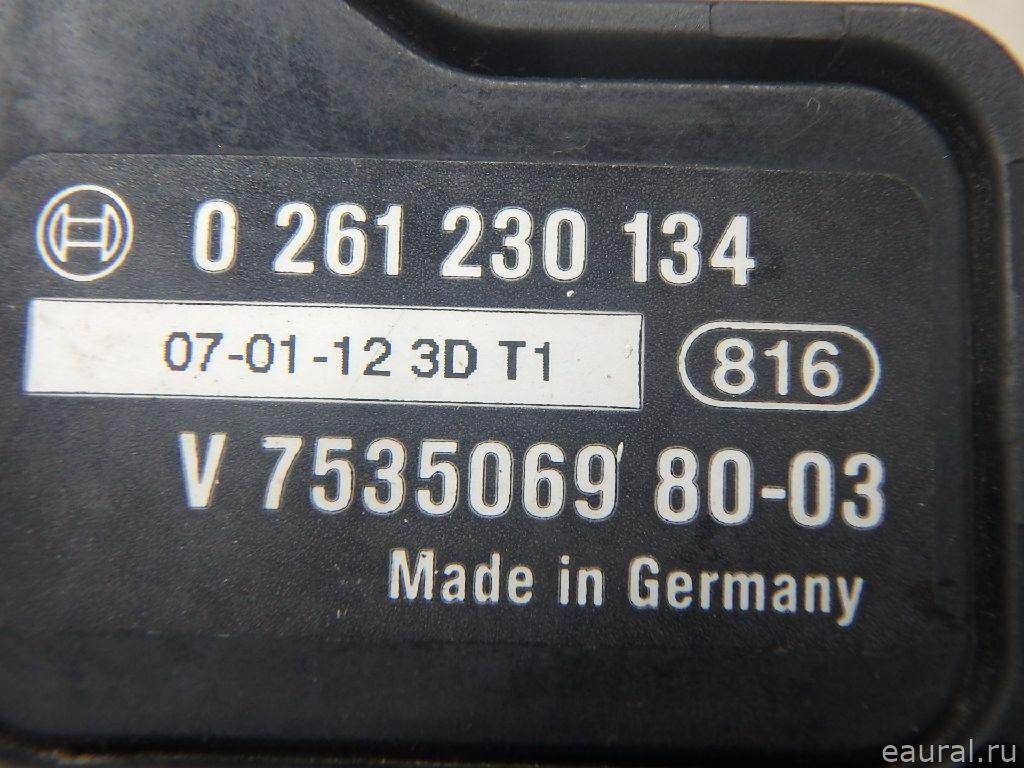 0 261 230 134
07-01-12 3D T1
816
V 7535069 80-03
Made in Germany
eaural.ru